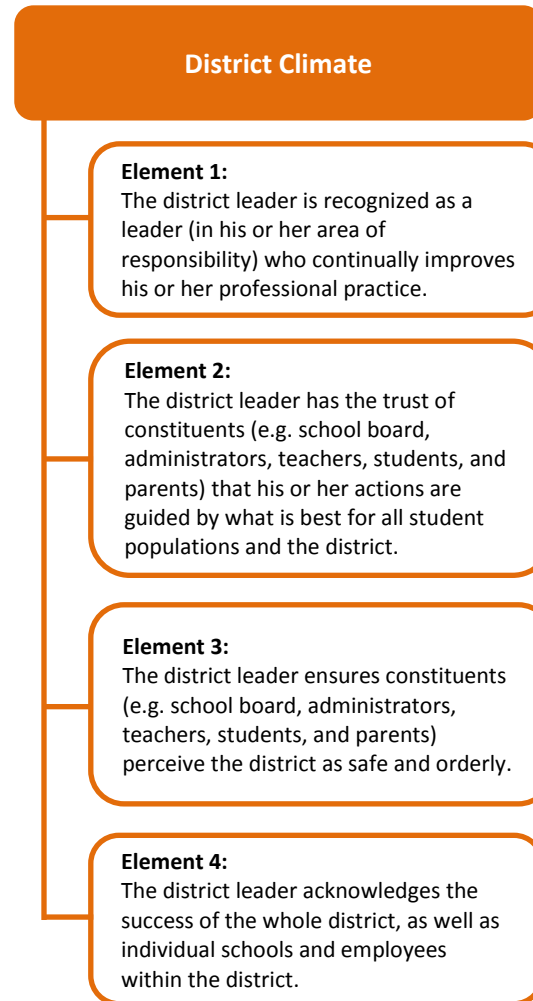 District Climate
Element 1:
The district leader is recognized as a
leader (in his or her area of
responsibility) who continually improves
his or her professional practice.
Element 2:
The district leader has the trust of
constituents (e.g. school board,
administrators, teachers, students, and
parents) that his or her actions are
guided by what is best for all student
populations and the district.
Element 3:
The district leader ensures constituents
(e.g. school board, administrators,
teachers, students, and parents)
perceive the district as safe and orderly.
Element 4:
The district leader acknowledges the
success of the whole district, as well as
individual schools and employees
within the district.